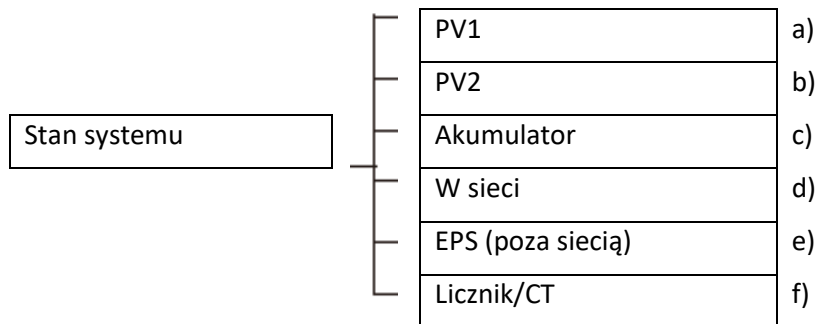 PV1 a)
PV2 b)
Stan systemu
Akumulator c)
W sieci d)
EPS (poza siecią) e)
Licznik/CT f)